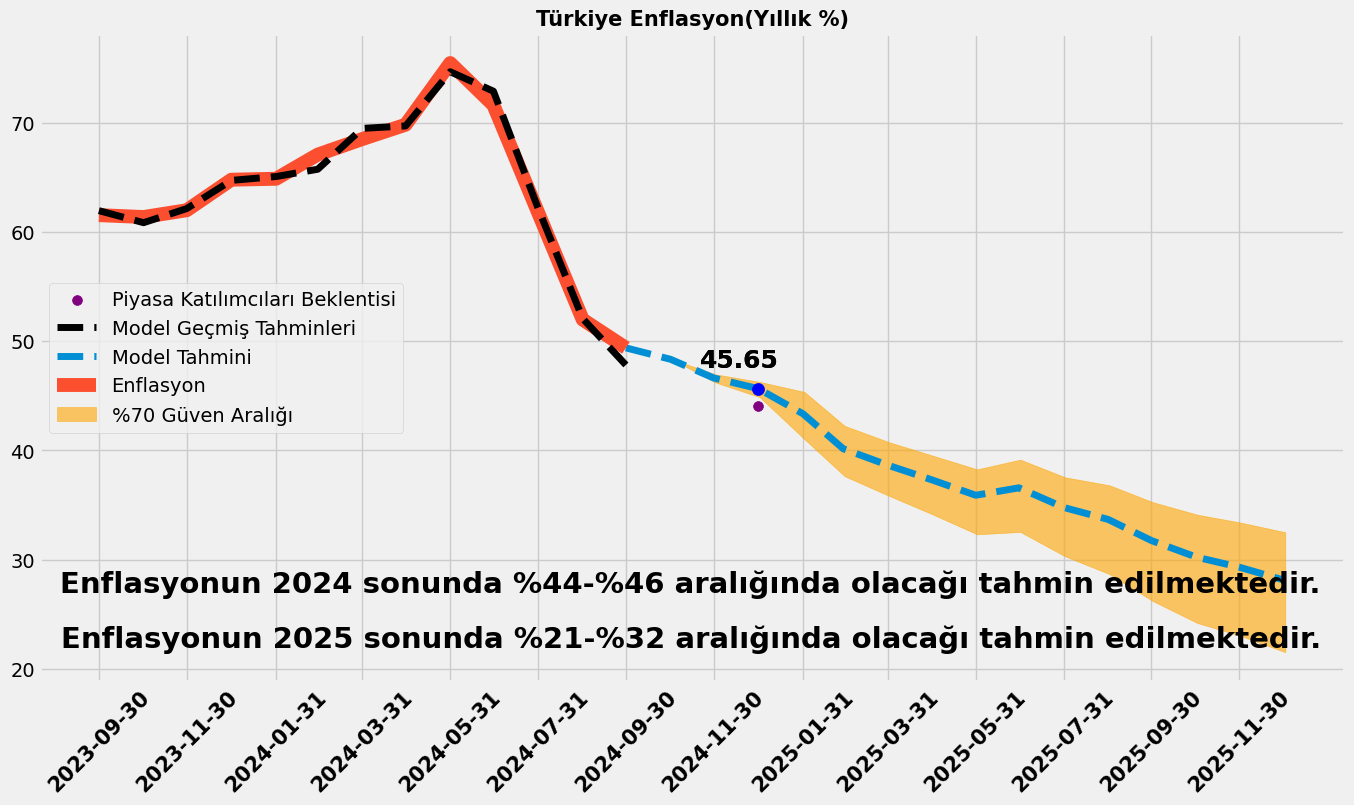 Türkiye Enflasyon(Yıllık %)
70
60
50
40
30
20
Piyasa Katılımcıları Beklentisi
Model Geçmiş Tahminleri
Model Tahmini
Enflasyon
%70 Güven Aralığı
45.65
Enflasyonun 2024 sonunda %44-%46 aralığında olacağı tahmin edilmektedir.
Enflasyonun 2025 sonunda %21-%32 aralığında olacağı tahmin edilmektedir.
2023-09-30
2023-11-30
2024-01-31
2024-03-31
2024-05-31
2024-07-31
2024-09-30
2024-11-30
2025-01-31
2025-03-31
2025-05-31
2025-07-31
2025-09-30
2025-11-30